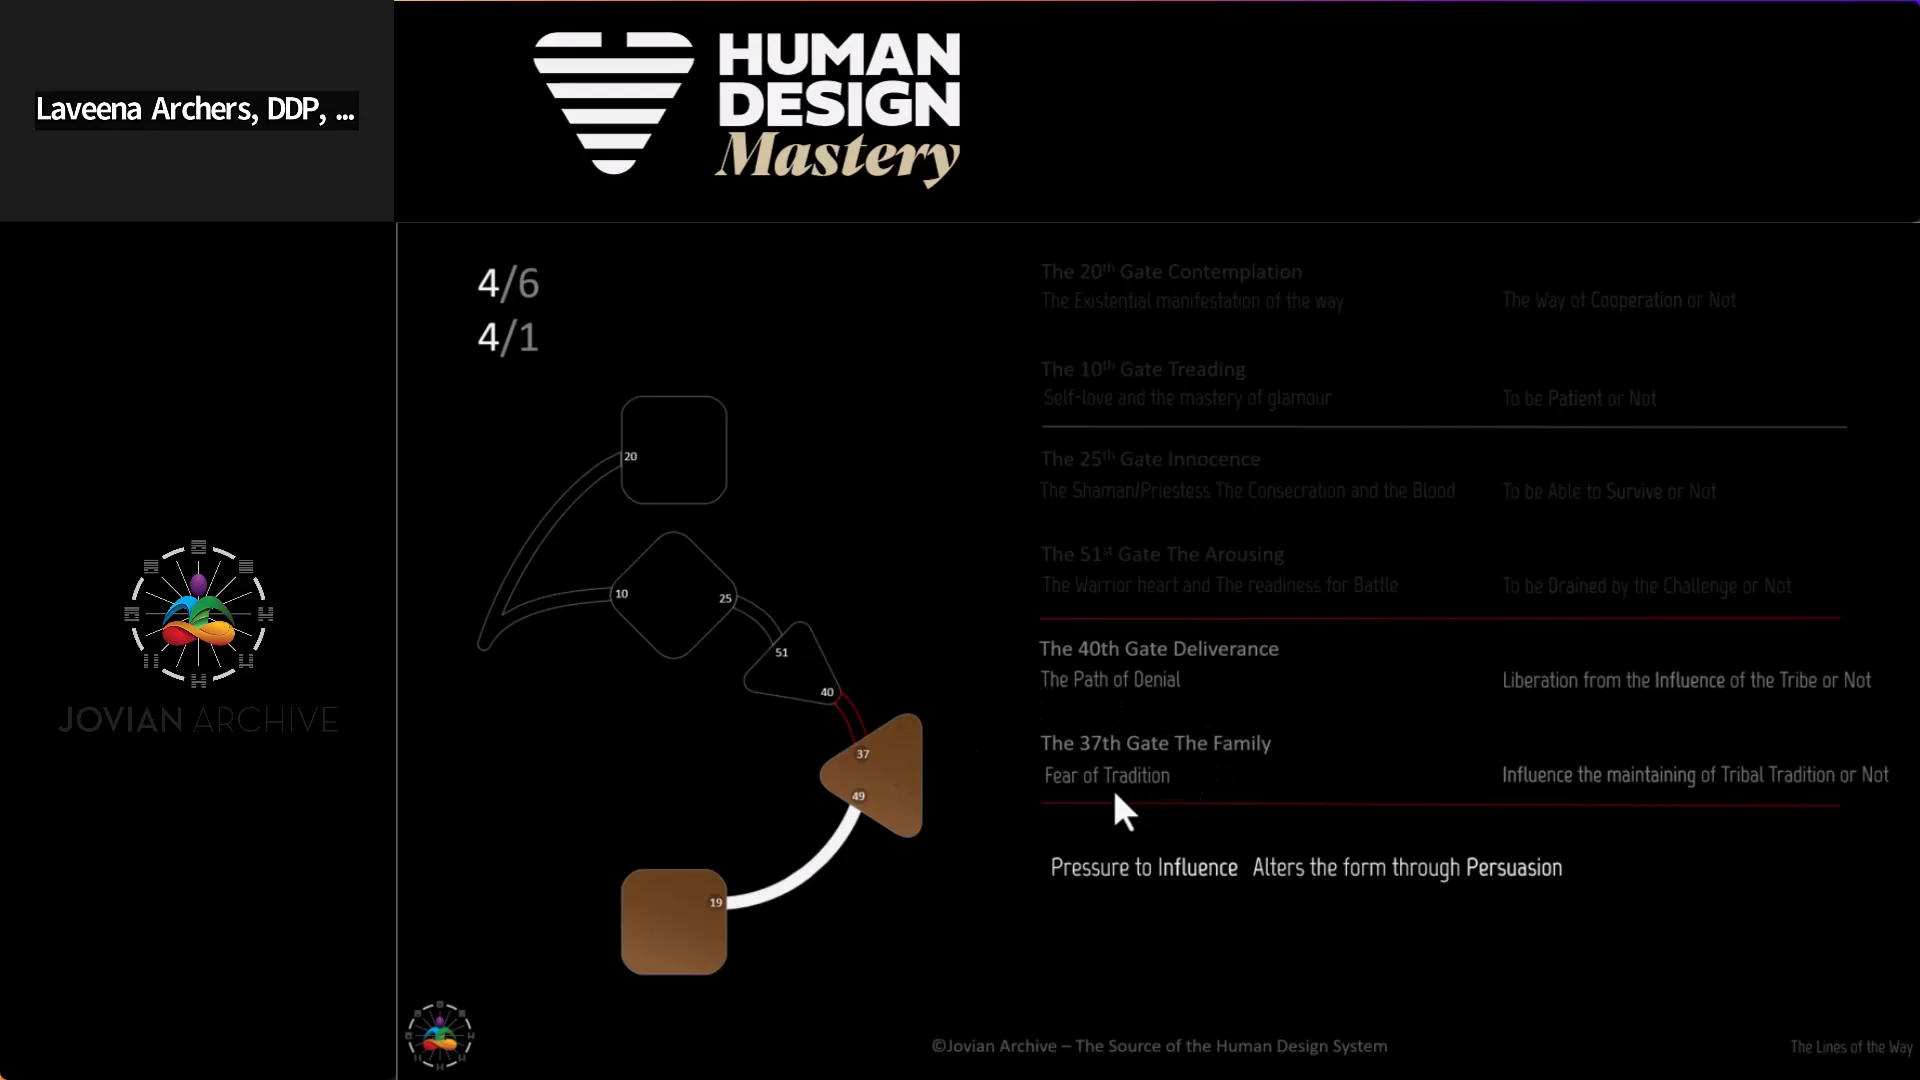 Laveena Archers, DDP, ...
HUMAN
DESIGN
Mastery
4/6
4/1
20
10
25
51
40
37
49
19
The 20th Gate Contemplation
The Existential manifestation of the way The Way of Cooperation or Not
The 10th Gate Treading
Self-love and the mastery of glamour To be Patient or Not
The 25th Gate Innocence
The Shaman/Priestess The Consecration and the Blood To be Able to Survive or Not
The 51st Gate The Arousing
The Warrior heart and The readiness for Battle To be Drained by the Challenge or Not
The 40th Gate Deliverance
The Path of Denial Liberation from the Influence of the Tribe or Not
The 37th Gate The Family
Fear of Tradition Influence the maintaining of Tribal Tradition or Not
Pressure to Influence Alters the form through Persuasion
JOVIAN ARCHIVE
©Jovian Archive – The Source of the Human Design System
The Lines of the Way